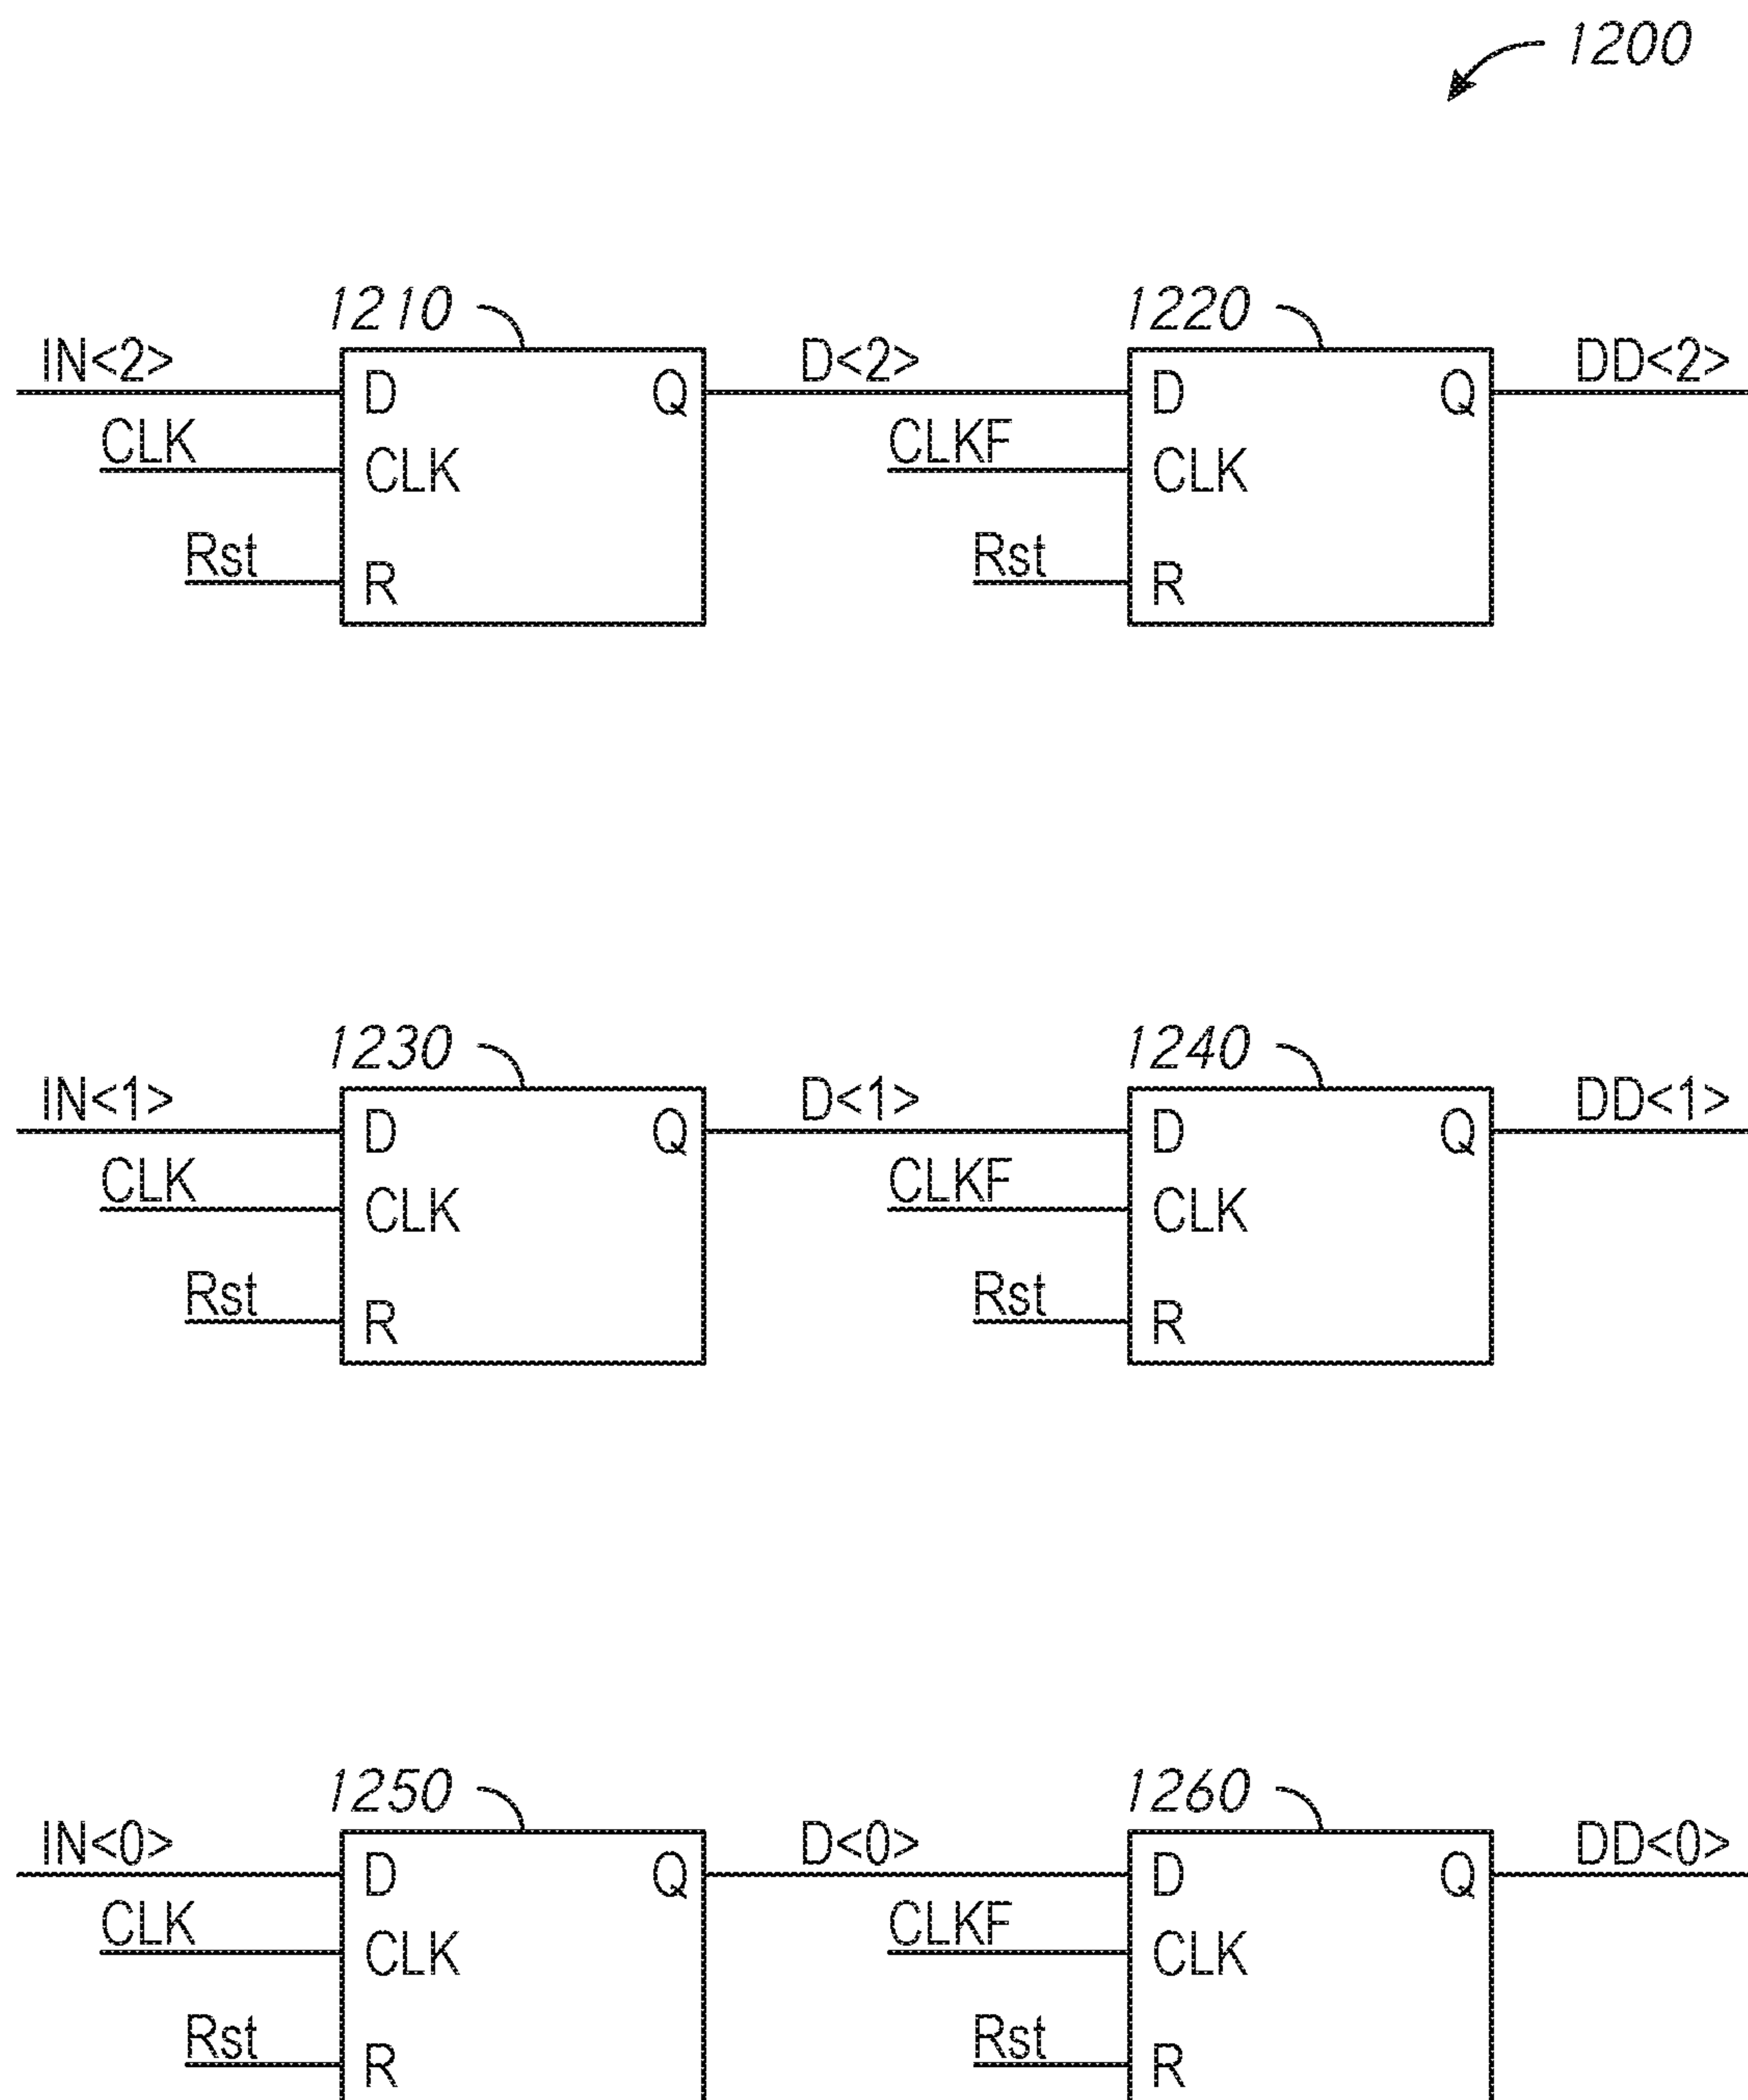 1200
1210 1220
IN<2> D<2> DD<2>
D Q D Q
CLK CLKF
CLK CLK
Rst Rst
R R
1230 1240
IN<1> D<1> DD<1>
D Q D Q
CLK CLKF
CLK CLK
Rst Rst
R R
1250 1260
IN<0> D<0> DD<0>
D Q D Q
CLK CLKF
CLK CLK
Rst Rst
R R